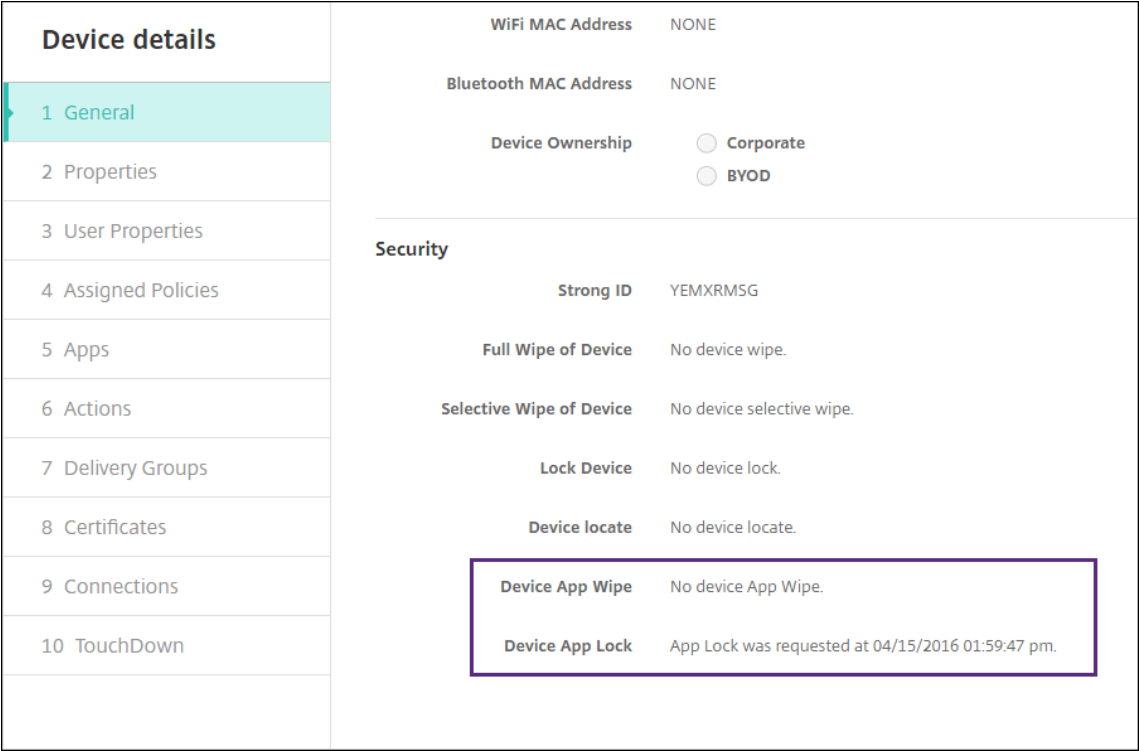 Device details
1 General
2 Properties
3 User Properties
4 Assigned Policies
5 Apps
6 Actions
7 Delivery Groups
8 Certificates
9 Connections
10 TouchDown
WiFi MAC Address NONE
Bluetooth MAC Address NONE
Device Ownership Corporate
BYOD
Security
Strong ID YEMXRMSG
Full Wipe of Device No device wipe.
Selective Wipe of Device No device selective wipe.
Lock Device No device lock.
Device locate No device locate.
Device App Wipe No device App Wipe.
Device App Lock App Lock was requested at 04/15/2016 01:59:47 pm.